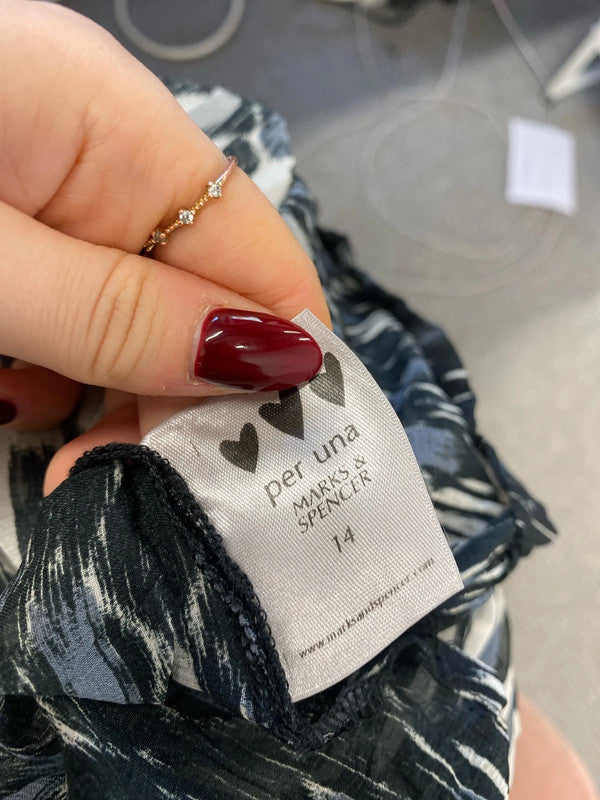 per una
MARKS &
SPENCER
14
www.marksandspencer.com